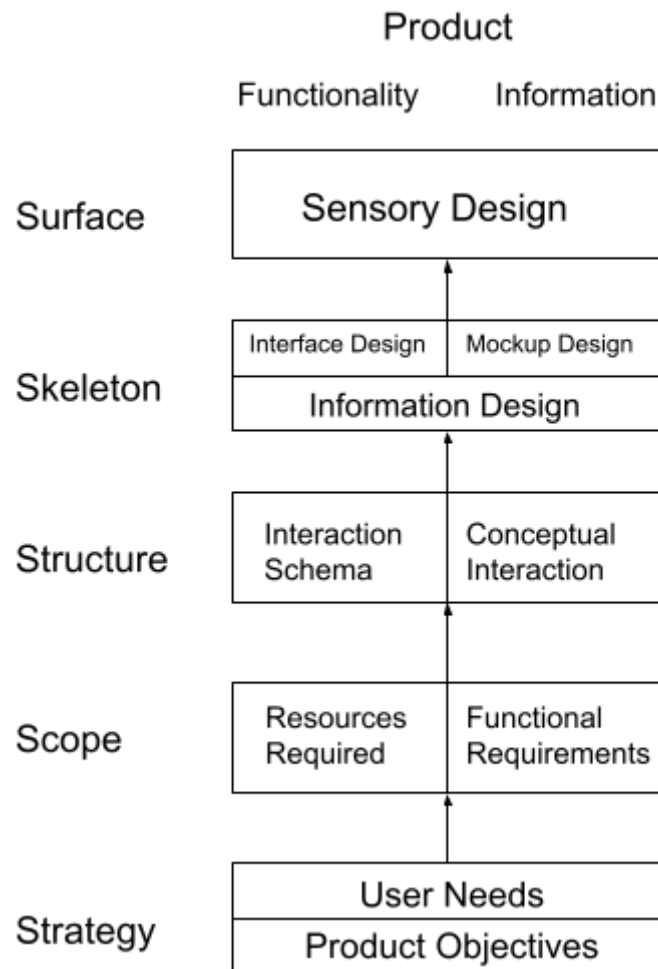 Product
Functionality Information
Surface
Sensory Design
Skeleton
Interface Design
Mockup Design
Information Design
Structure
Interaction
Schema
Conceptual
Interaction
Scope
Resources
Required
Functional
Requirements
Strategy
User Needs
Product Objectives